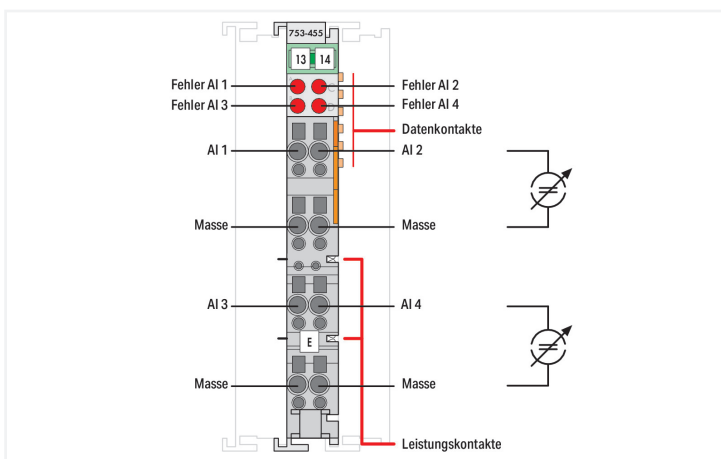 753-455
13 14
Fehler AI 1
C
Fehler AI 2
Fehler AI 3
D
Fehler AI 4
Datenkontakte
AI 1
AI 2
Masse
Masse
AI 3
AI 4
E
Masse
Masse
Leistungskontakte